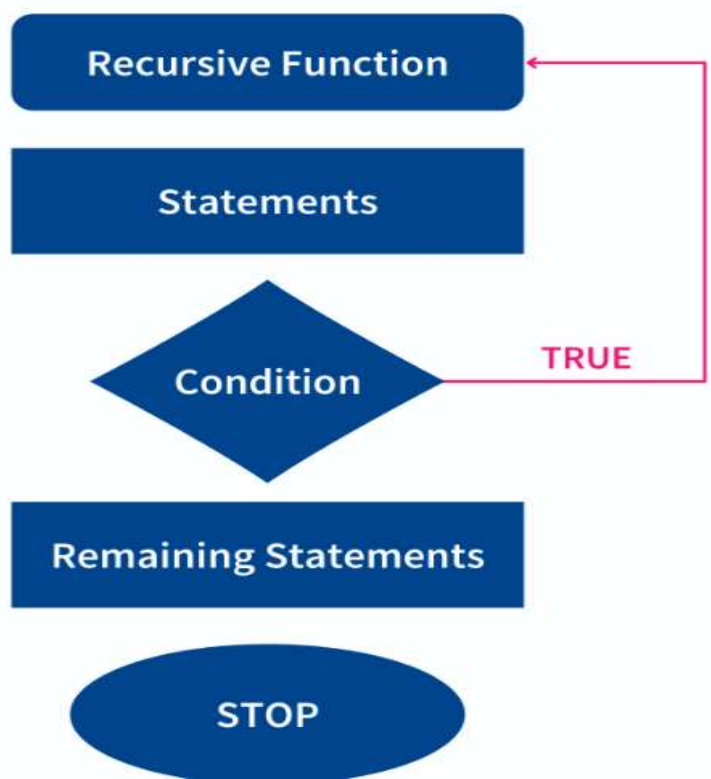 Recursive Function
Statements
TRUE
Condition
Remaining Statements
STOP